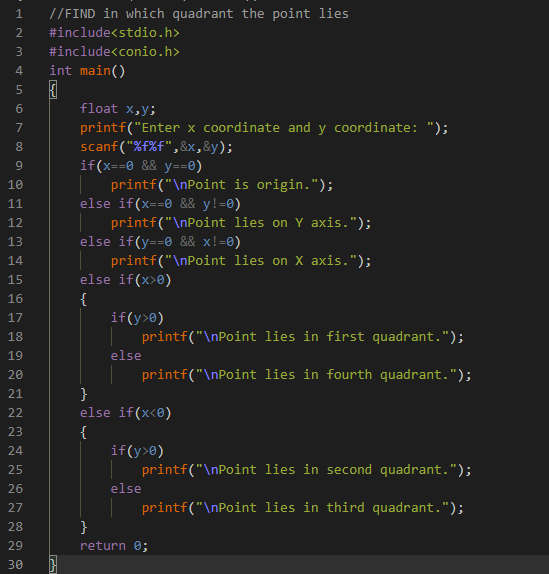 1 //FIND in which quadrant the point lies
2 #include<stdio.h>
3 #include<conio.h>
4 int main()
5 {
6 float x,y;
7 printf("Enter x coordinate and y coordinate: ");
8 scanf("%f%f",&x,&y);
9 if(x==0 && y==0)
10 printf("\nPoint is origin.");
11 else if(x==0 && y!=0)
12 printf("\nPoint lies on Y axis.");
13 else if(y==0 && x!=0)
14 printf("\nPoint lies on X axis.");
15 else if(x>0)
16 {
17 if(y>0)
18 printf("\nPoint lies in first quadrant.");
19 else
20 printf("\nPoint lies in fourth quadrant.");
21 }
22 else if(x<0)
23 {
24 if(y>0)
25 printf("\nPoint lies in second quadrant.");
26 else
27 printf("\nPoint lies in third quadrant.");
28 }
29 return 0;
30 }